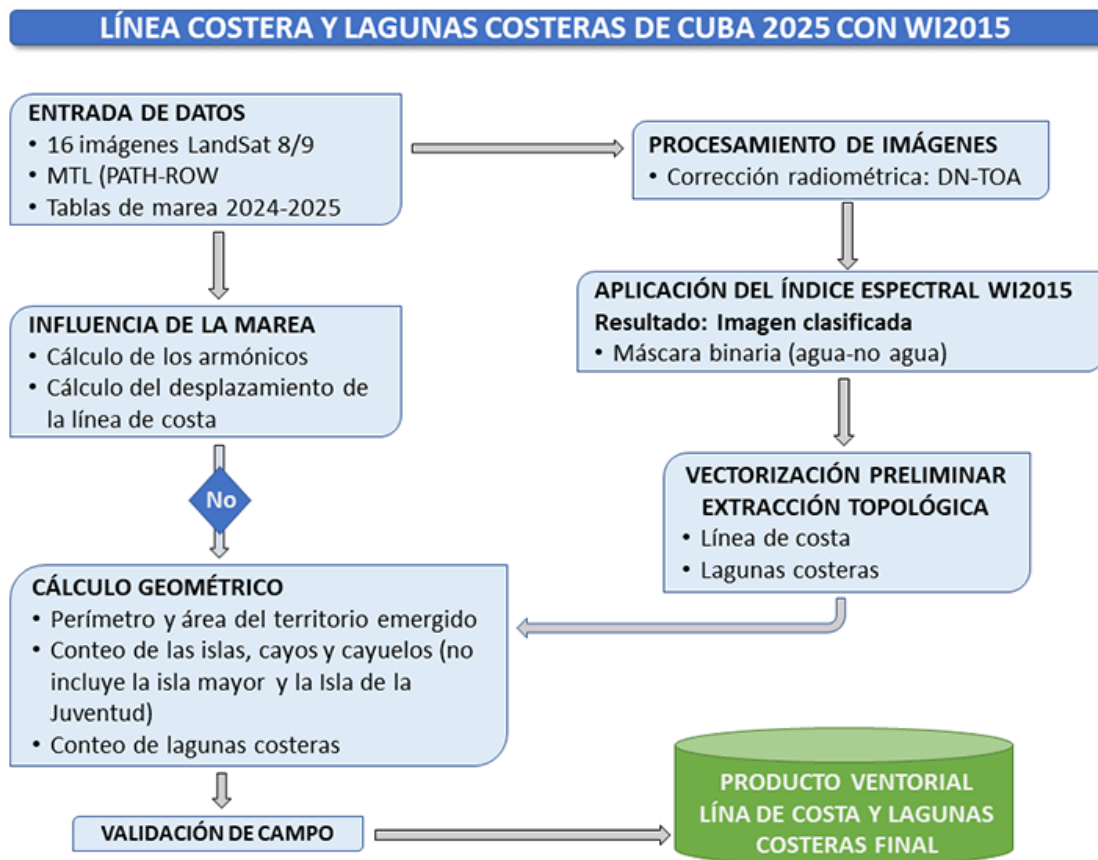 LÍNEA COSTERA Y LAGUNAS COSTERAS DE CUBA 2025 CON WI2015
ENTRADA DE DATOS
• 16 imágenes LandSat 8/9
• MTL (PATH-ROW
• Tablas de marea 2024-2025
PROCESAMIENTO DE IMÁGENES
• Corrección radiométrica: DN-TOA
INFLUENCIA DE LA MAREA
• Cálculo de los armónicos
• Cálculo del desplazamiento de
la línea de costa
APLICACIÓN DEL ÍNDICE ESPECTRAL WI2015
Resultado: Imagen clasificada
• Máscara binaria (agua-no agua)
No
VECTORIZACIÓN PRELIMINAR
EXTRACCIÓN TOPOLÓGICA
• Línea de costa
• Lagunas costeras
CÁLCULO GEOMÉTRICO
• Perímetro y área del territorio emergido
• Conteo de las islas, cayos y cayuelos (no
incluye la isla mayor y la Isla de la
Juventud)
• Conteo de lagunas costeras
VALIDACIÓN DE CAMPO
PRODUCTO VENTORIAL
LÍNA DE COSTA Y LAGUNAS
COSTERAS FINAL